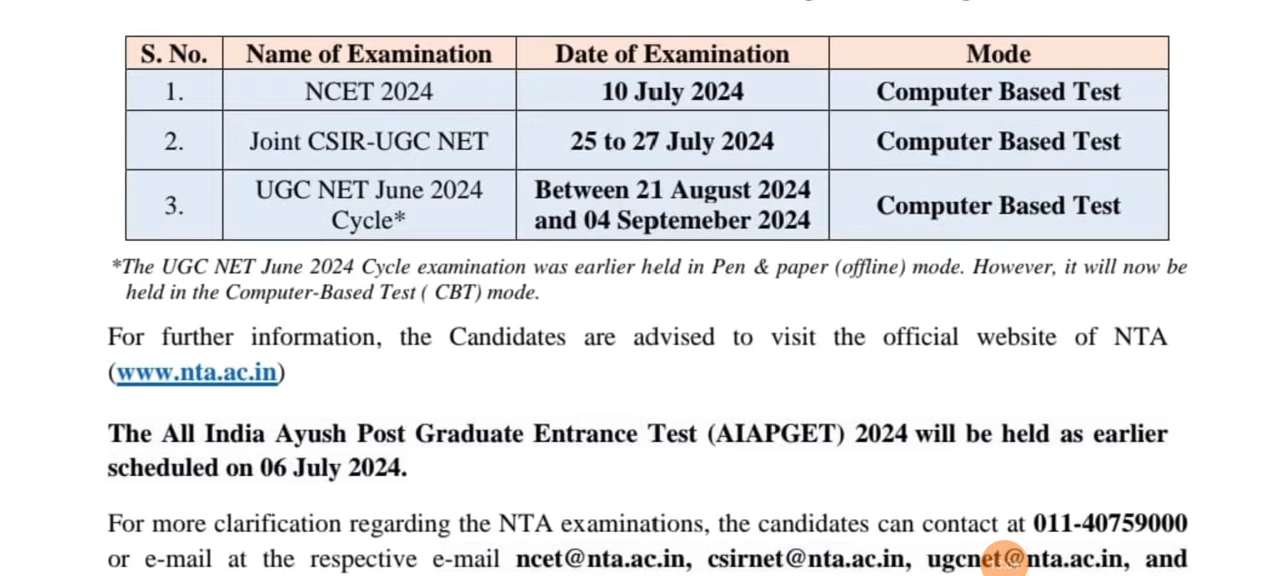 S. No. Name of Examination Date of Examination Mode
1. NCET 2024 10 July 2024 Computer Based Test
2. Joint CSIR-UGC NET 25 to 27 July 2024 Computer Based Test
3. UGC NET June 2024 Cycle* Between 21 August 2024 and 04 Septemeber 2024 Computer Based Test
*The UGC NET June 2024 Cycle examination was earlier held in Pen & paper (offline) mode. However, it will now be
held in the Computer-Based Test ( CBT) mode.
For further information, the Candidates are advised to visit the official website of NTA
(www.nta.ac.in)
The All India Ayush Post Graduate Entrance Test (AIAPGET) 2024 will be held as earlier
scheduled on 06 July 2024.
For more clarification regarding the NTA examinations, the candidates can contact at 011-40759000
or e-mail at the respective e-mail ncet@nta.ac.in, csirnet@nta.ac.in, ugcnet@nta.ac.in, and